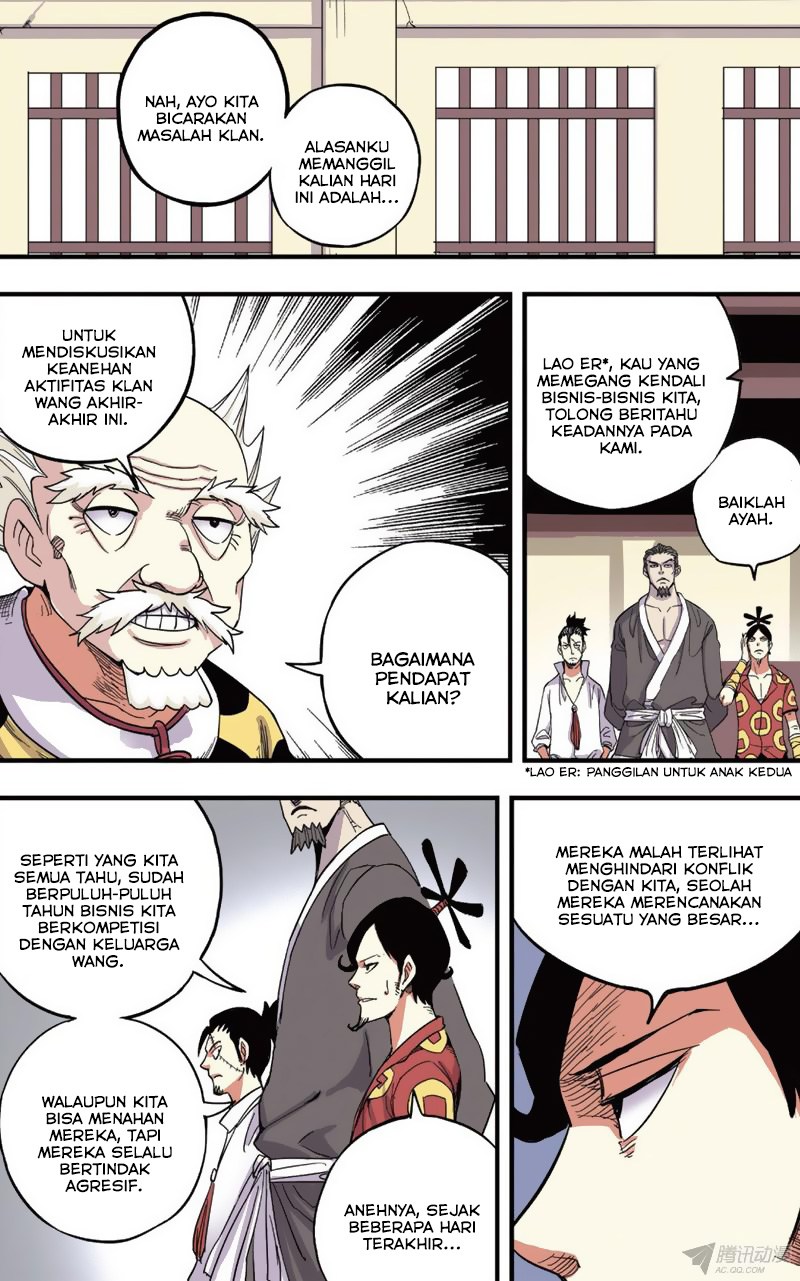 NAH, AYO KITA
BICARAKAN
MASALAH KLAN.
ALASANKU
MEMANGGIL
KALIAN HARI
INI ADALAH...
UNTUK
MENDISKUSIKAN
KEANEHAN
AKTIFITAS KLAN
WANG AKHIR-
AKHIR INI.
BAGAIMANA
PENDAPAT
KALIAN?
LAO ER*, KAU YANG
MEMEGANG KENDALI
BISNIS-BISNIS KITA,
TOLONG BERITAHU
KEADANNYA PADA
KAMI.
BAIKLAH
AYAH.
*LAO ER: PANGGILAN UNTUK ANAK KEDUA
SEPERTI YANG KITA
SEMUA TAHU, SUDAH
BERPULUH-PULUH
TAHUN BISNIS KITA
BERKOMPETISI
DENGAN KELUARGA
WANG.
WALAUPUN KITA
BISA MENAHAN
MEREKA, TAPI
MEREKA SELALU
BERTINDAK
AGRESIF.
ANEHNYA, SEJAK
BEBERAPA HARI
TERAKHIR...
MEREKA MALAH TERLIHAT
MENGHINDARI KONFLIK
DENGAN KITA, SEOLAH
MEREKA MERENCANAKAN
SESUATU YANG BESAR...
腾讯动漫
AC.QQ.COM